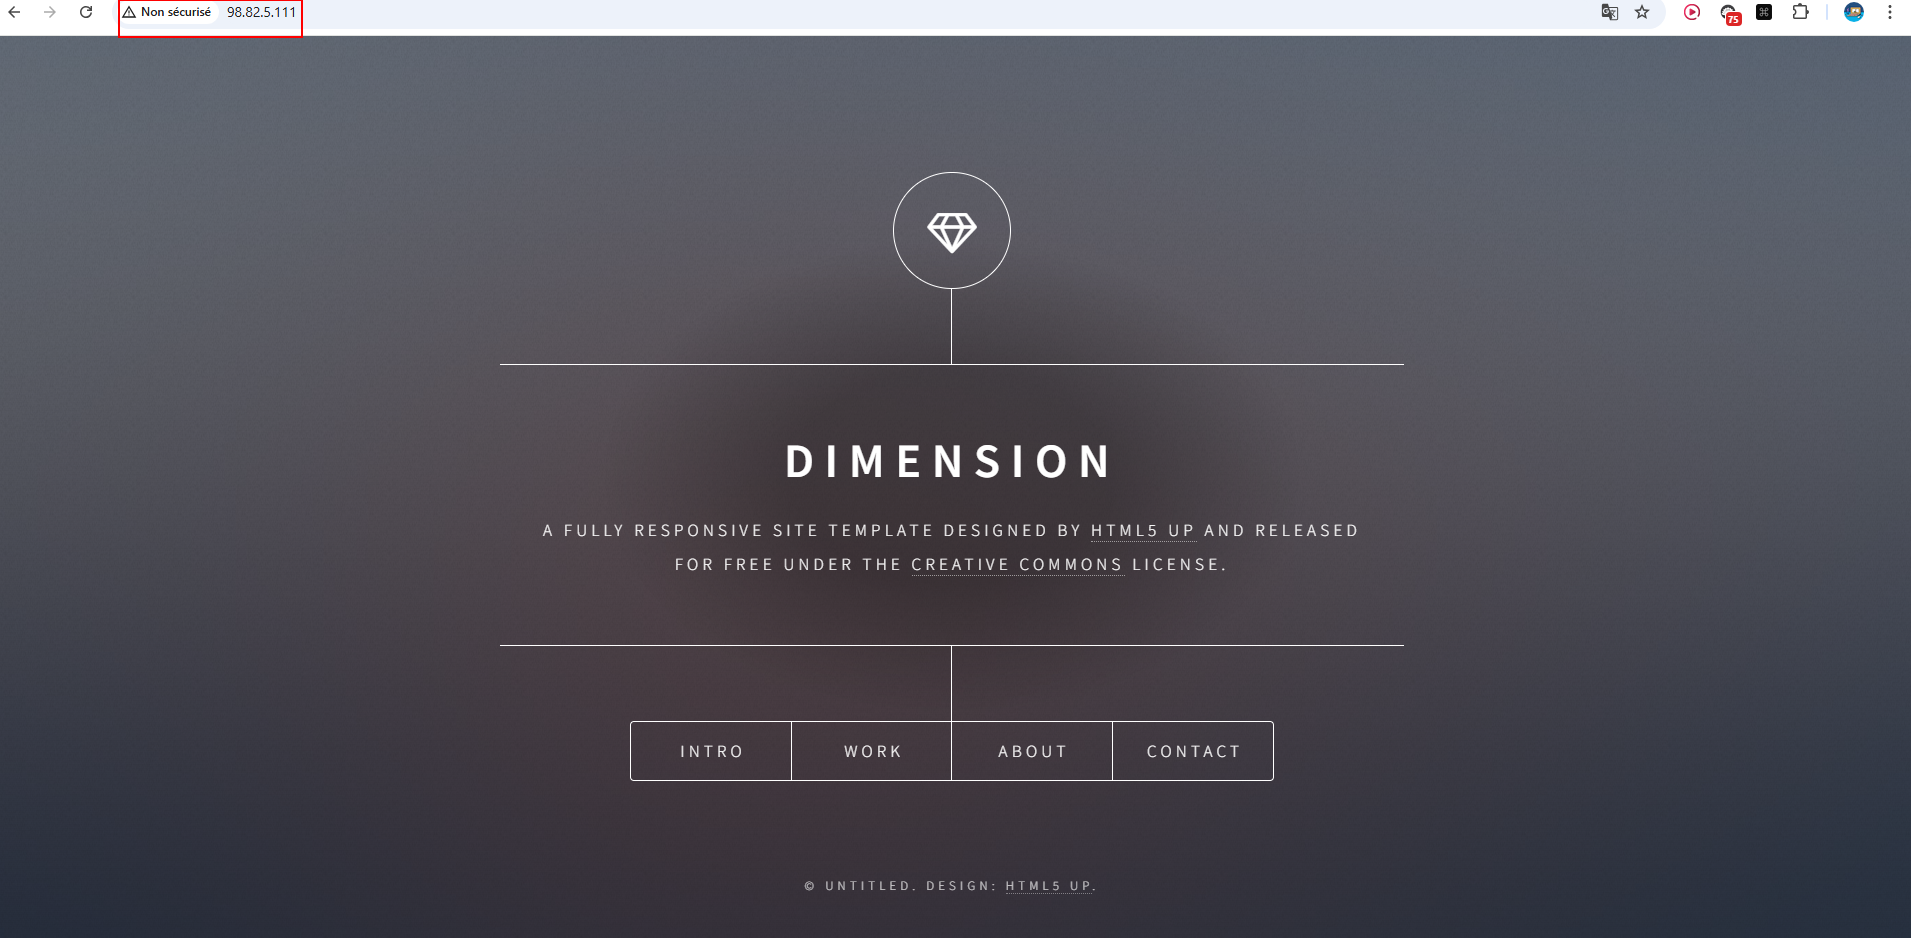 Non sécurisé 98.82.5.111
75
DIMENSION
A FULLY RESPONSIVE SITE TEMPLATE DESIGNED BY HTML5 UP AND RELEASED
FOR FREE UNDER THE CREATIVE COMMONS LICENSE.
INTRO WORK ABOUT CONTACT
© UNTITLED. DESIGN: HTML5 UP.